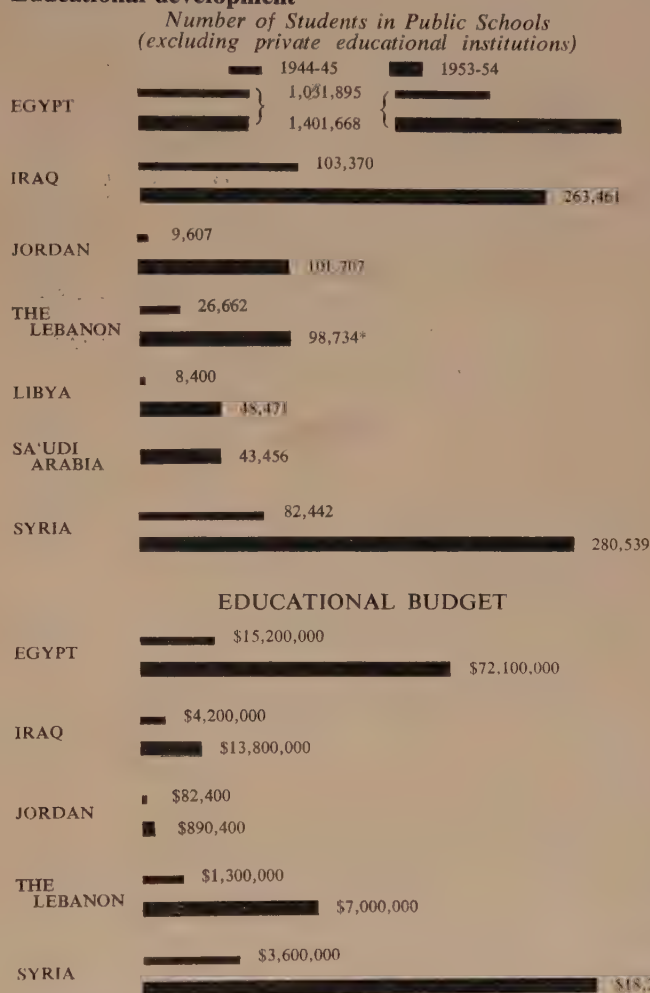 Educational development
Number of Students in Public Schools
(excluding private educational institutions)
1944-45 1953-54
EGYPT
1,031,895
1,401,668
IRAQ
103,370
263,461
JORDAN
9,607
101,707
THE LEBANON
26,662
98,734*
LIBYA
8,400
48,471
SA'UDI ARABIA
43,456
SYRIA
82,442
280,539
EDUCATIONAL BUDGET
EGYPT
$15,200,000
$72,100,000
IRAQ
$4,200,000
$13,800,000
JORDAN
$82,400
$890,400
THE LEBANON
$1,300,000
$7,000,000
SYRIA
$3,600,000